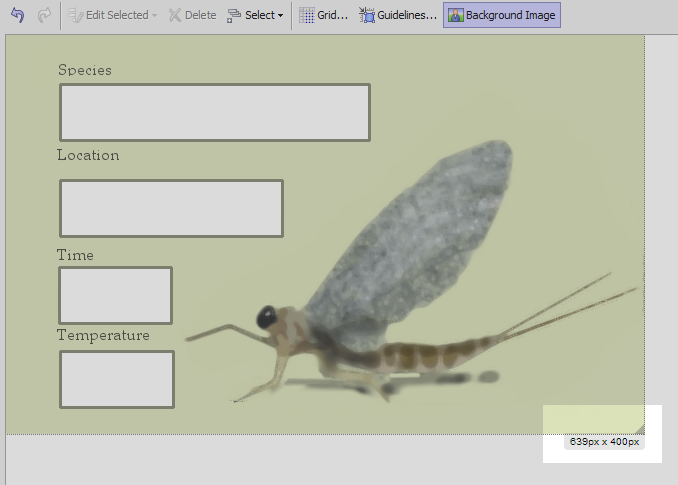 Edit Selected Delete Select Grid... Guidelines... Background Image
Species
Location
Time
Temperature
639px x 400px